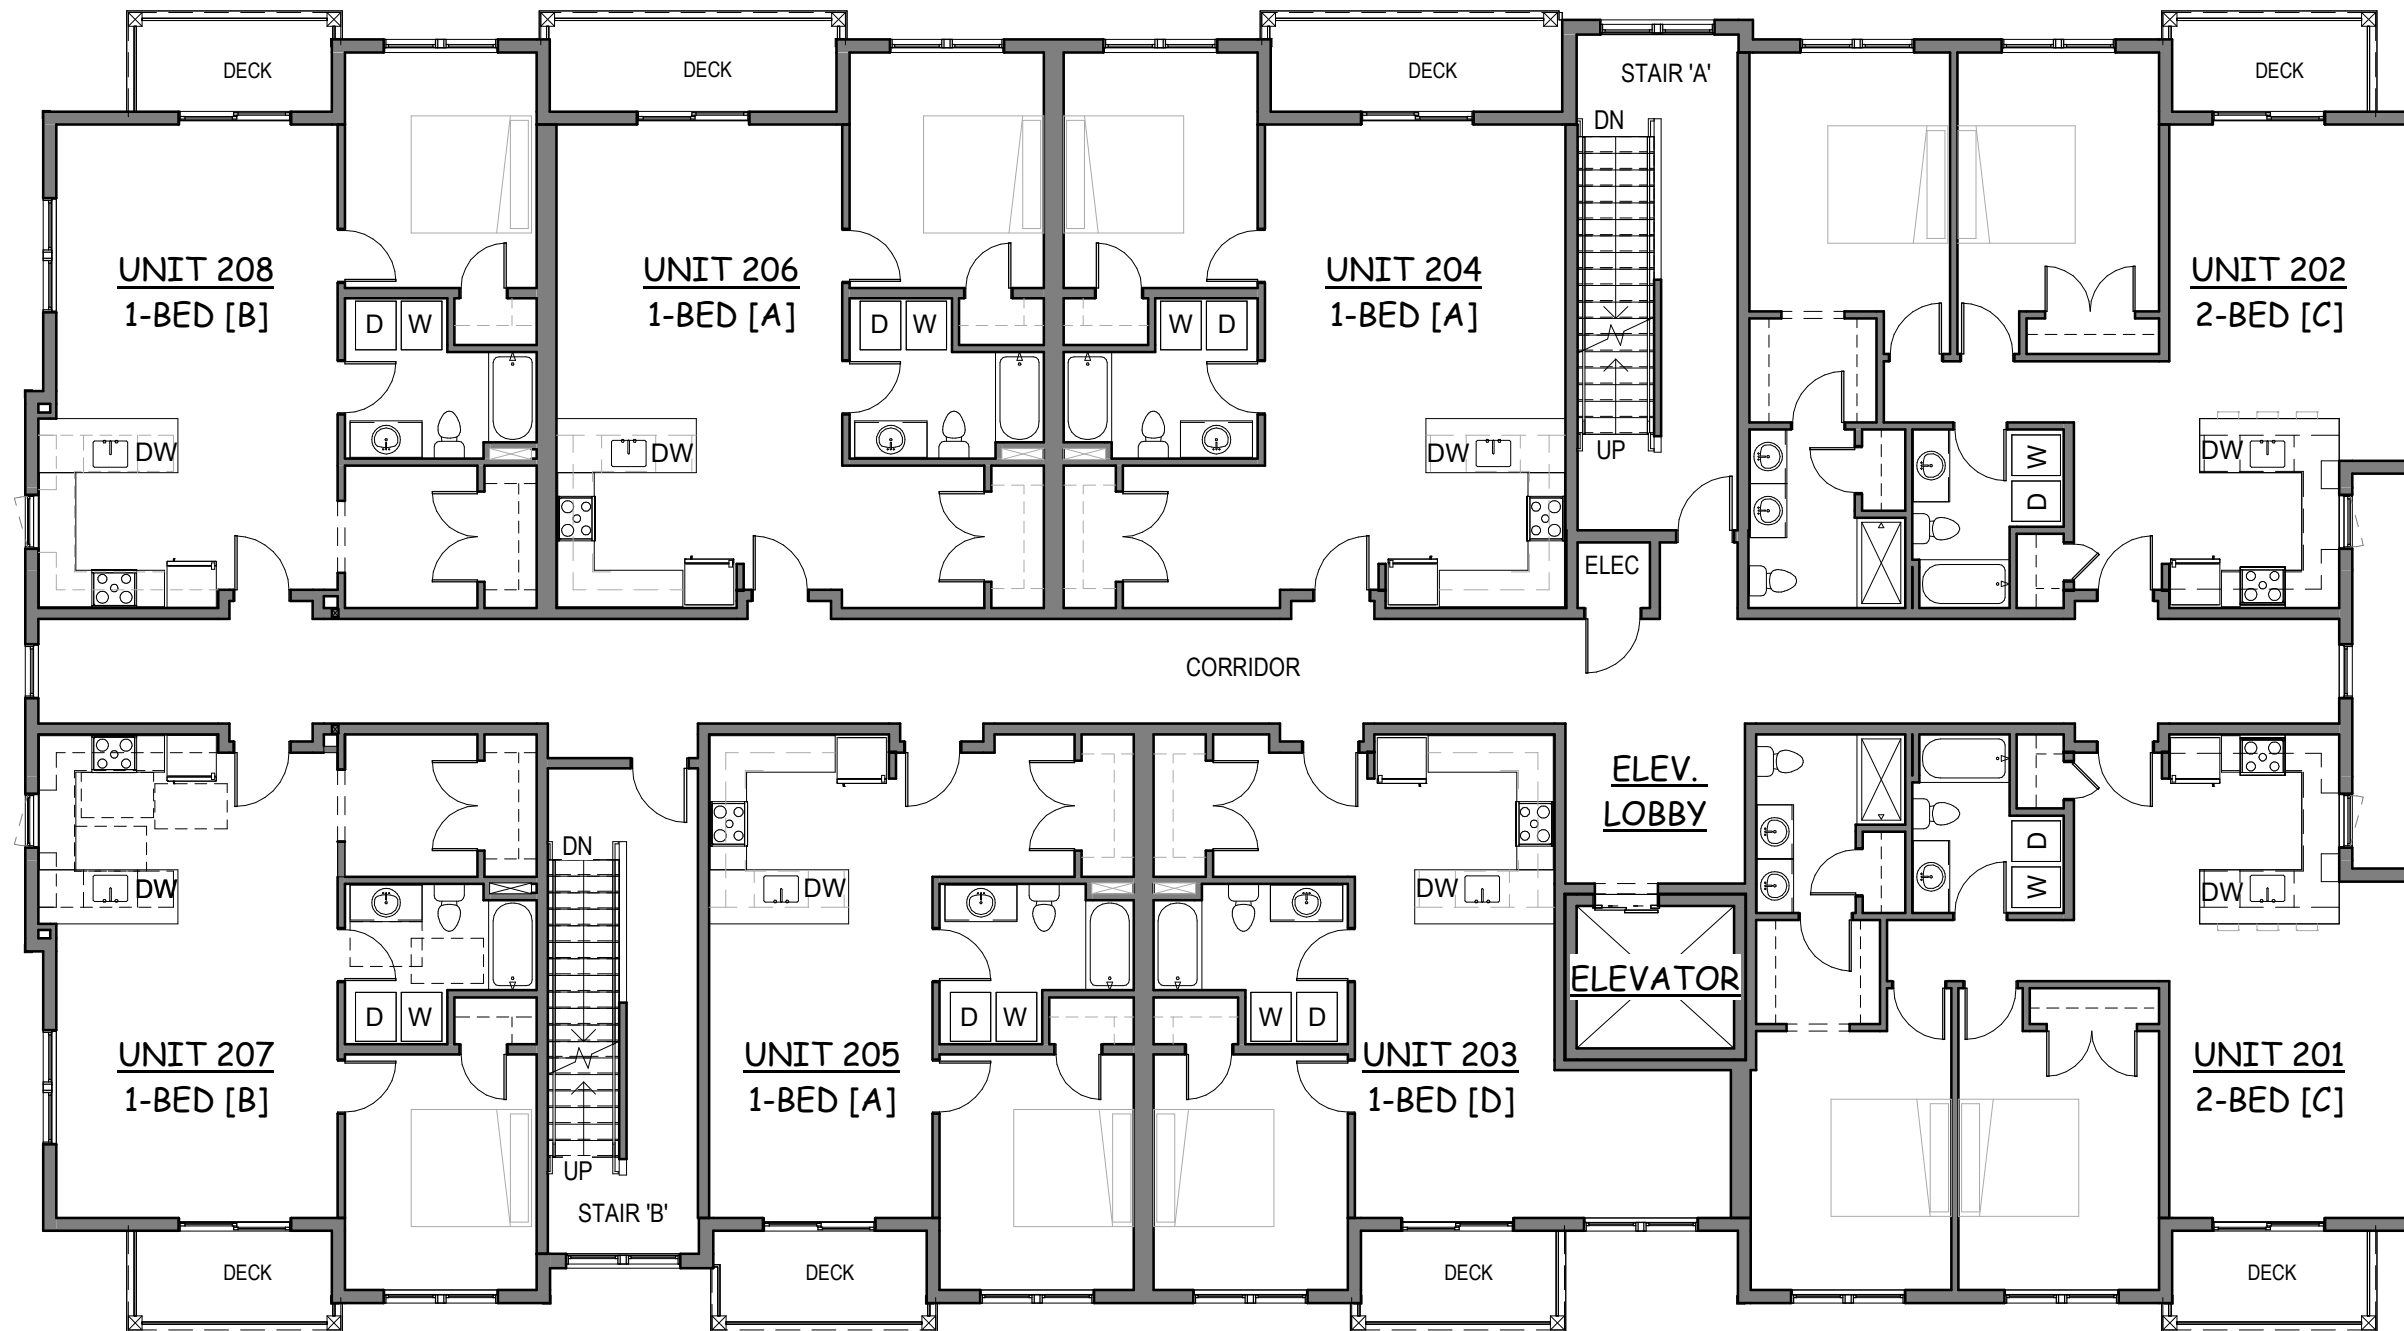 DECK
DECK
DECK
STAIR 'A'
DECK
DN
UNIT 208
1-BED [B]
UNIT 206
1-BED [A]
UNIT 204
1-BED [A]
UNIT 202
2-BED [C]
D W
D W
W D
DW
DW
DW
UP
DW
W
D
ELEC
CORRIDOR
ELEV.
LOBBY
DN
DW
DW
DW
D
W
DW
ELEVATOR
D W
D W
W D
UNIT 207
1-BED [B]
UNIT 205
1-BED [A]
UNIT 203
1-BED [D]
UNIT 201
2-BED [C]
UP
STAIR 'B'
DECK
DECK
DECK
DECK